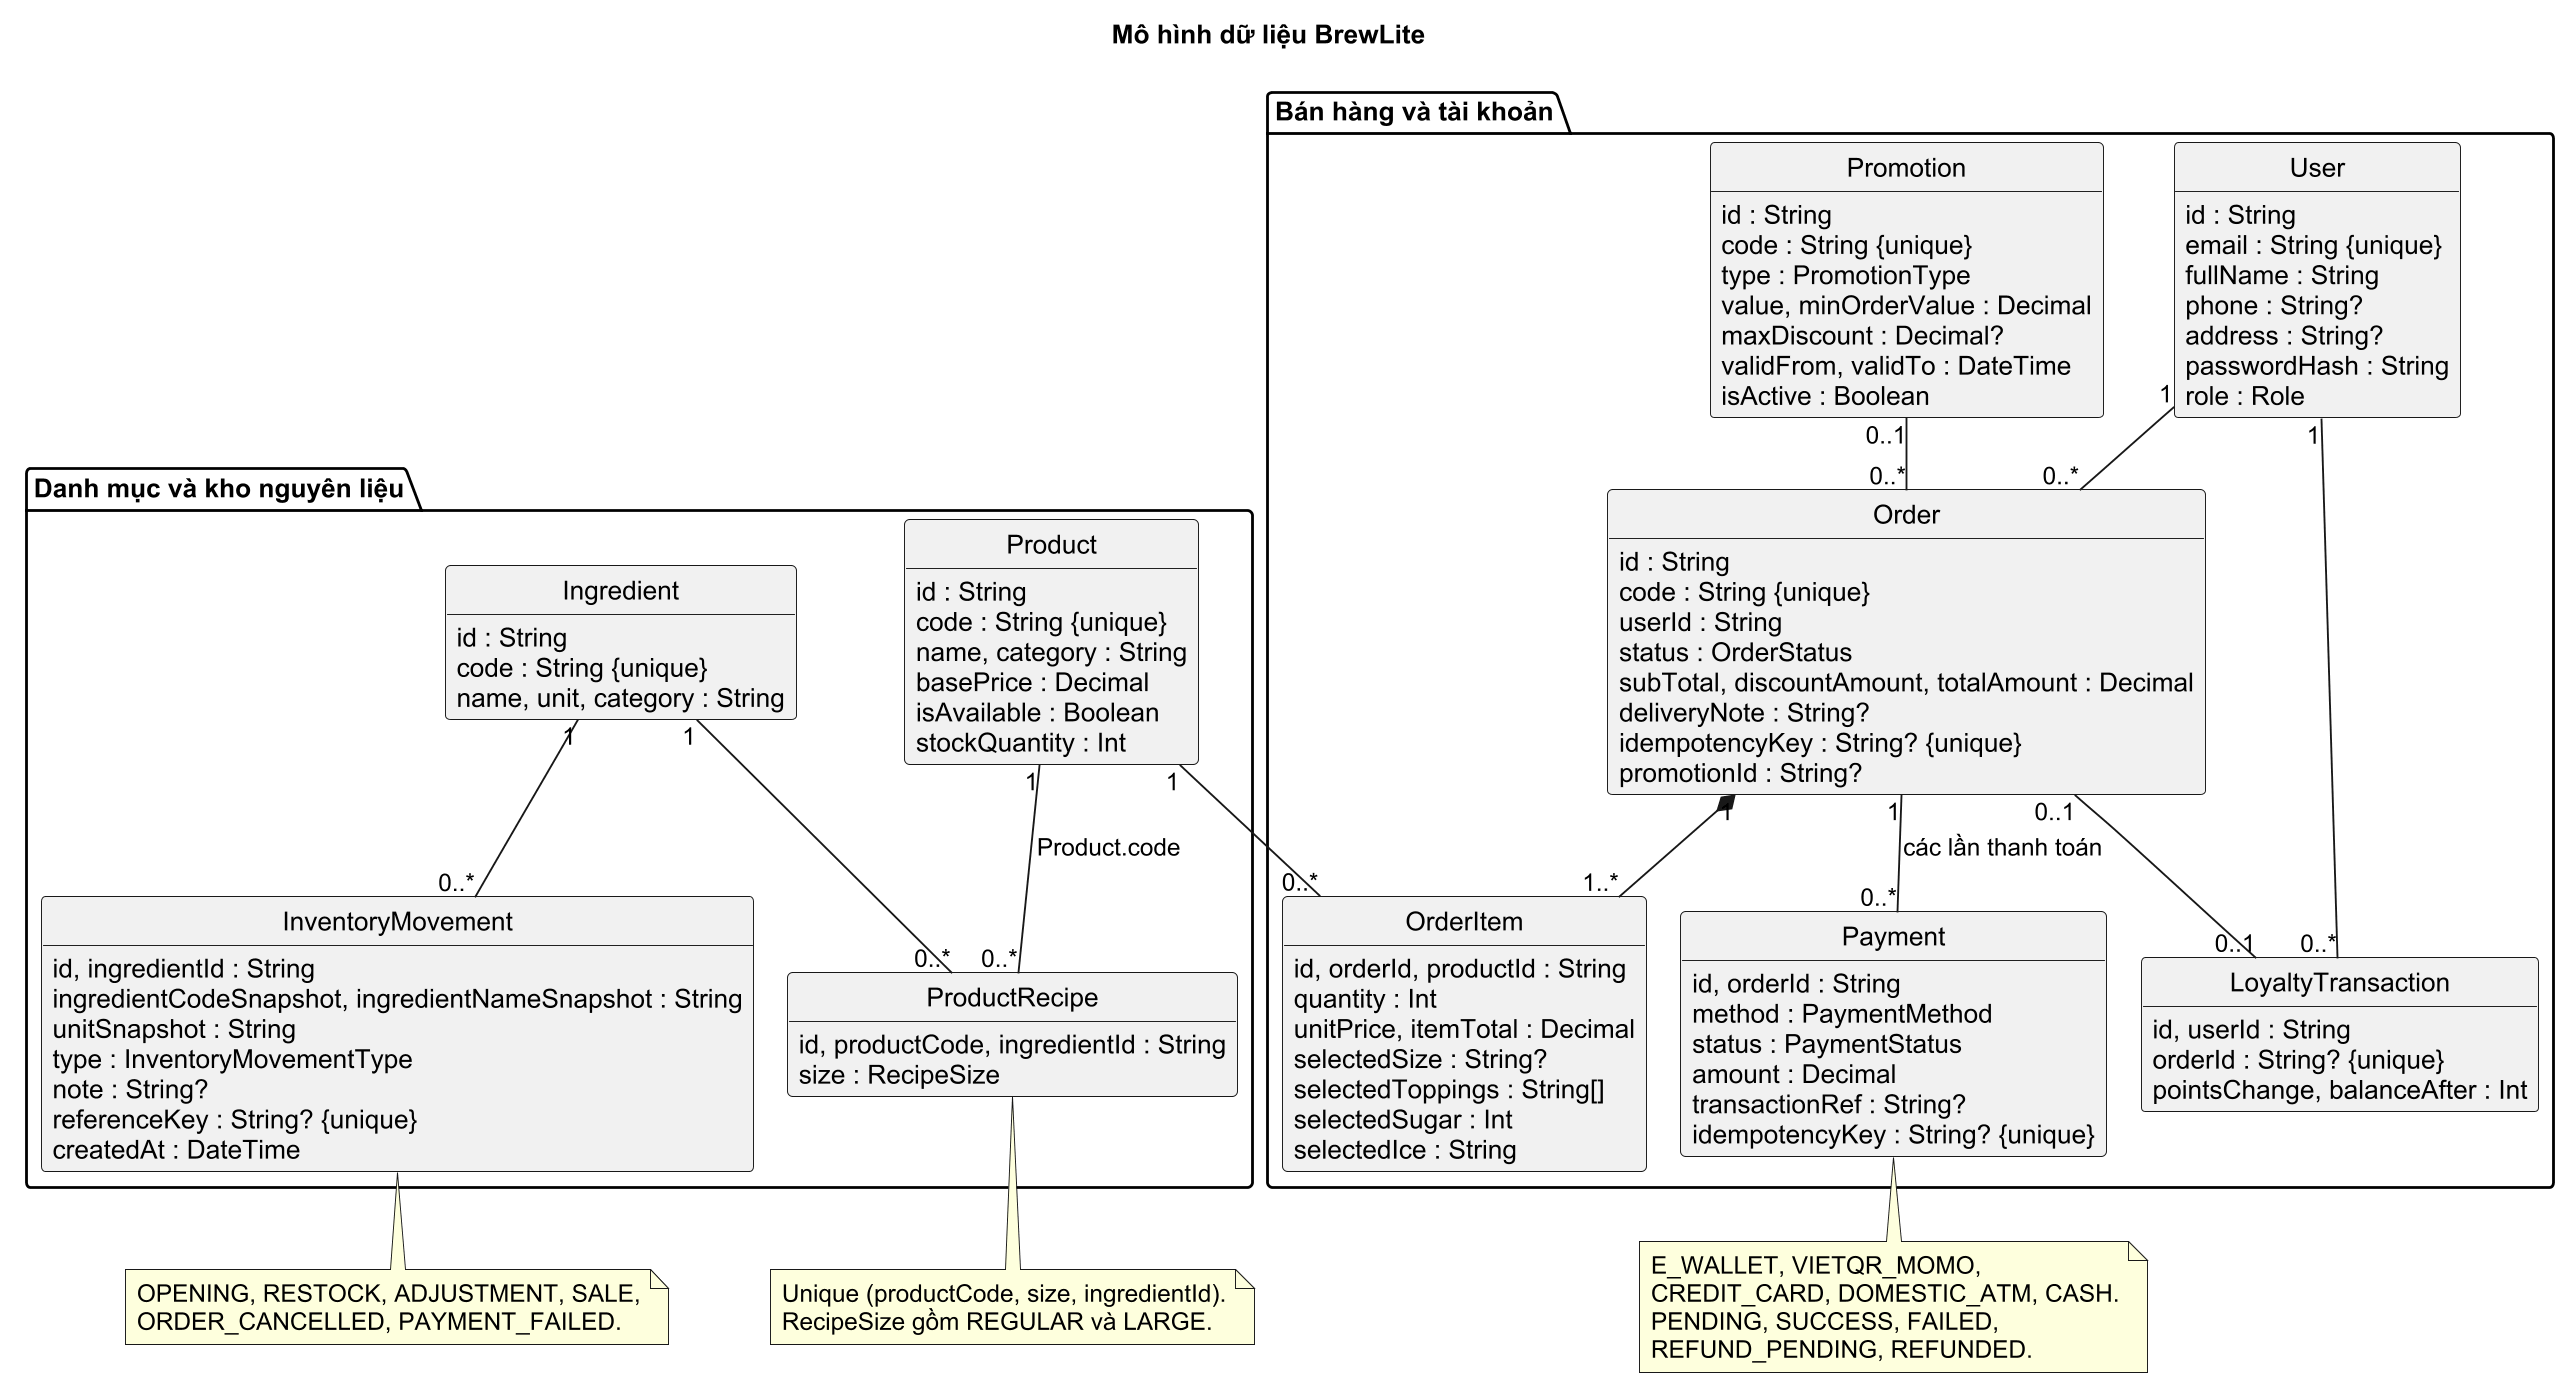 Mô hình dữ liệu BrewLite
Bán hàng và tài khoản
Promotion
id : String
code : String {unique}
type : PromotionType
value, minOrderValue : Decimal
maxDiscount : Decimal?
validFrom, validTo : DateTime
isActive : Boolean
User
id : String
email : String {unique}
fullName : String
phone : String?
address : String?
passwordHash : String
role : Role
0..1
0..*
1
0..*
1
Order
id : String
code : String {unique}
userId : String
status : OrderStatus
subTotal, discountAmount, totalAmount : Decimal
deliveryNote : String?
idempotencyKey : String? {unique}
promotionId : String?
Danh mục và kho nguyên liệu
Ingredient
id : String
code : String {unique}
name, unit, category : String
Product
id : String
code : String {unique}
name, category : String
basePrice : Decimal
isAvailable : Boolean
stockQuantity : Int
1
1
1
1
1
1
0..1
Product.code
các lần thanh toán
0..*
0..*
0..*
0..*
1..*
0..*
0..1
0..*
InventoryMovement
id, ingredientId : String
ingredientCodeSnapshot, ingredientNameSnapshot : String
unitSnapshot : String
type : InventoryMovementType
note : String?
referenceKey : String? {unique}
createdAt : DateTime
ProductRecipe
id, productCode, ingredientId : String
size : RecipeSize
OrderItem
id, orderId, productId : String
quantity : Int
unitPrice, itemTotal : Decimal
selectedSize : String?
selectedToppings : String[]
selectedSugar : Int
selectedIce : String
Payment
id, orderId : String
method : PaymentMethod
status : PaymentStatus
amount : Decimal
transactionRef : String?
idempotencyKey : String? {unique}
LoyaltyTransaction
id, userId : String
orderId : String? {unique}
pointsChange, balanceAfter : Int
OPENING, RESTOCK, ADJUSTMENT, SALE,
ORDER_CANCELLED, PAYMENT_FAILED.
Unique (productCode, size, ingredientId).
RecipeSize gồm REGULAR và LARGE.
E_WALLET, VIETQR_MOMO,
CREDIT_CARD, DOMESTIC_ATM, CASH.
PENDING, SUCCESS, FAILED,
REFUND_PENDING, REFUNDED.